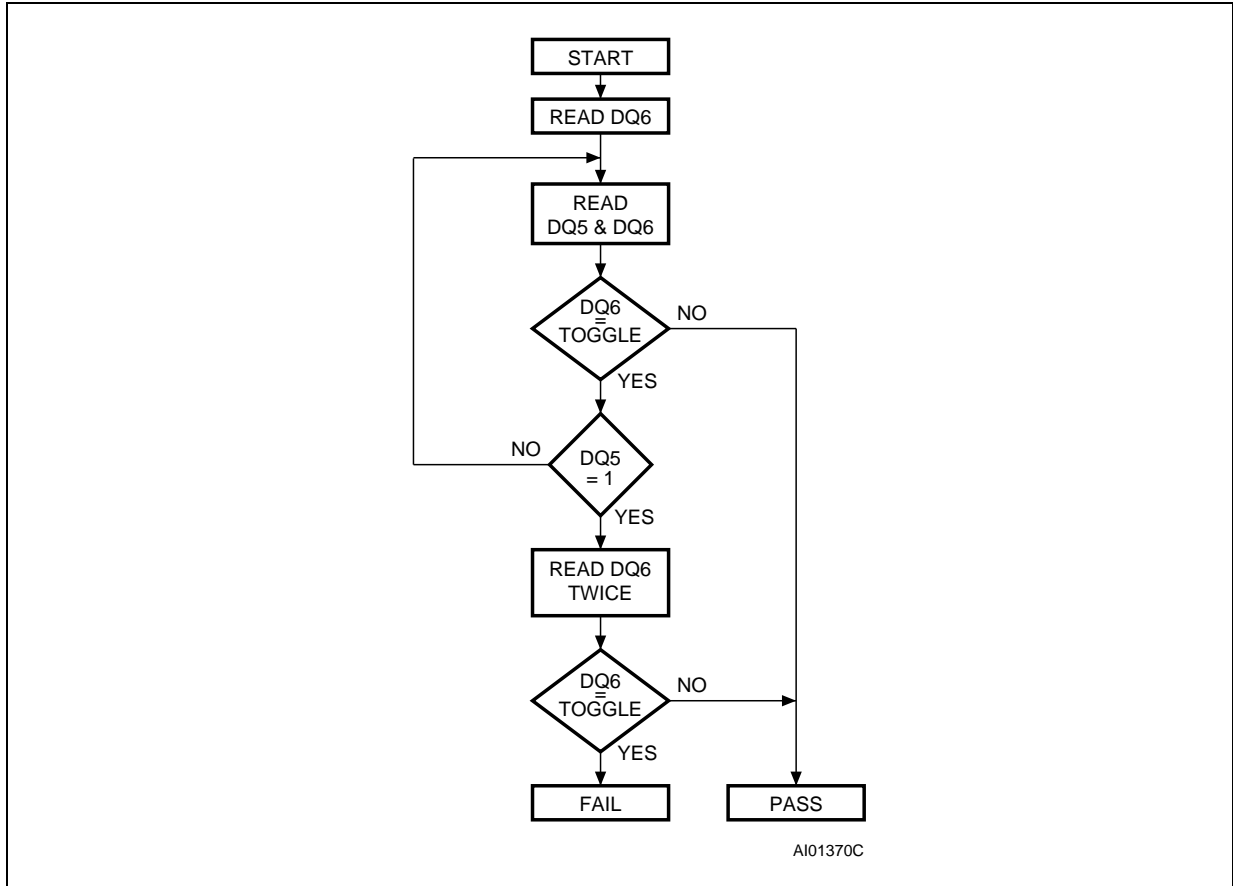 START
READ DQ6
READ
DQ5 & DQ6
DQ6
=
TOGGLE
NO
YES
NO
DQ5
= 1
YES
READ DQ6
TWICE
DQ6
=
TOGGLE
NO
YES
FAIL
PASS
AI01370C